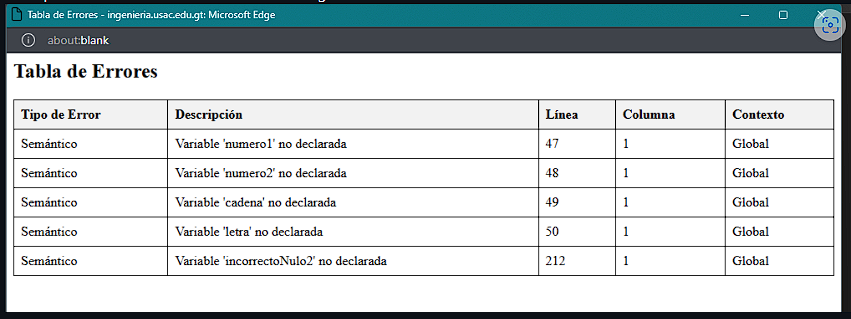 Tabla de Errores - ingenieria.usac.edu.gt: Microsoft Edge
about:blank
Tabla de Errores
Tipo de Error Descripción Línea Columna Contexto
Semántico Variable 'numero1' no declarada 47 1 Global
Semántico Variable 'numero2' no declarada 48 1 Global
Semántico Variable 'cadena' no declarada 49 1 Global
Semántico Variable 'letra' no declarada 50 1 Global
Semántico Variable 'incorrectoNulo2' no declarada 212 1 Global